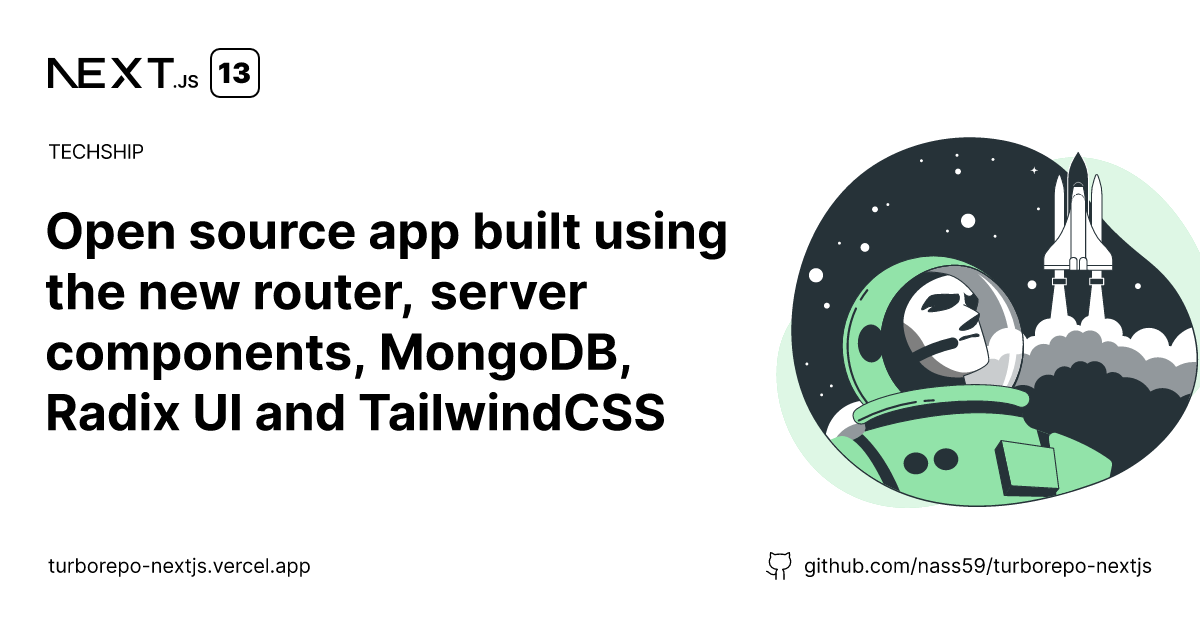 NEXT.JS 13
TECHSHIP
Open source app built using
the new router, server
components, MongoDB,
Radix UI and TailwindCSS
turborepo-nextjs.vercel.app
github.com/nass59/turborepo-nextjs